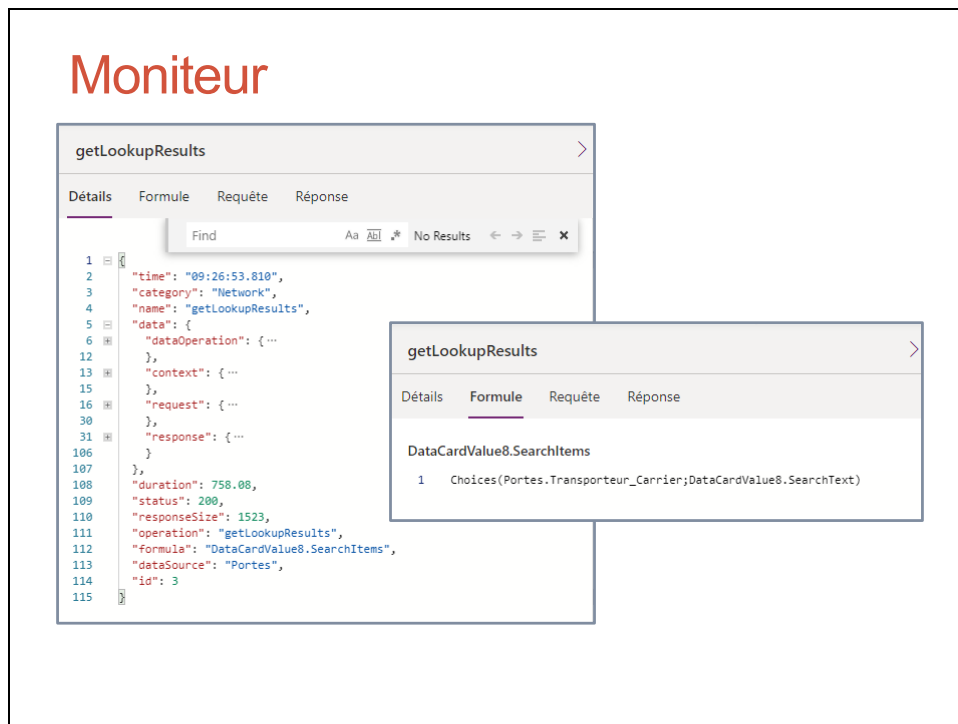 Moniteur
getLookupResults
Détails Formule Requête Réponse
Find Aa Abl .* No Results
1 {
2 "time": "09:26:53.810",
3 "category": "Network",
4 "name": "getLookupResults",
5 "data": {
6 "dataOperation": {···
12 },
13 "context": {···
15 },
16 "request": {···
30 },
31 "response": {···
106 }
107 },
108 "duration": 758.08,
109 "status": 200,
110 "responseSize": 1523,
111 "operation": "getLookupResults",
112 "formula": "DataCardValue8.SearchItems",
113 "dataSource": "Portes",
114 "id": 3
115 }
getLookupResults
Détails Formule Requête Réponse
DataCardValue8.SearchItems
1 Choices(Portes.Transporteur_Carrier;DataCardValue8.SearchText)